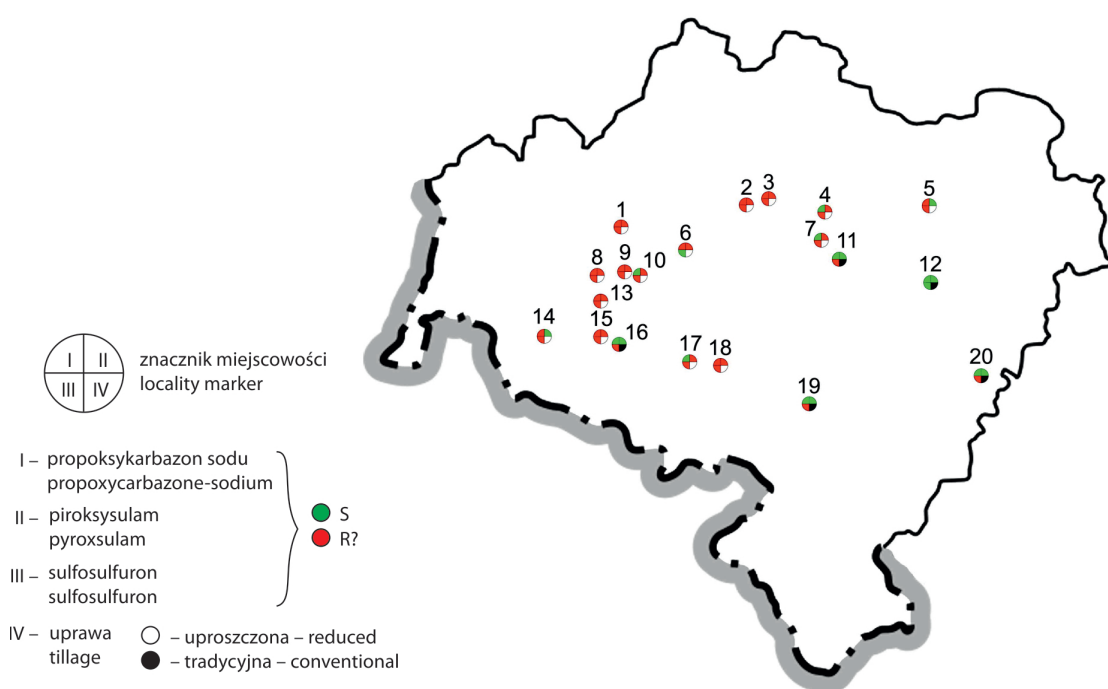 1
2
3
4
5
6
7
8
9
10
11
12
13
14
15
16
17
18
19
20
I
II
III
IV
znacznik miejscowości
locality marker
I – propoksykarbazon sodu
propoxycarbazone-sodium
II – piroksysulam
pyroxsulam
III – sulfosulfuron
sulfosulfuron
S
R?
IV – uprawa
tillage
– uproszczona – reduced
– tradycyjna – conventional